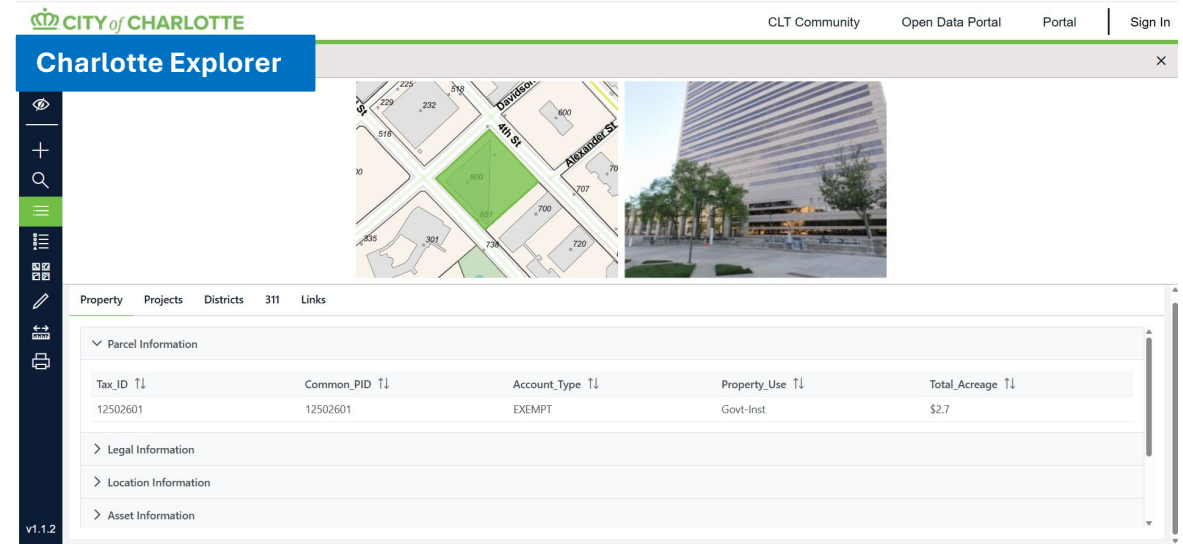 CITY of CHARLOTTE
CLT Community Open Data Portal Portal Sign In
Charlotte Explorer
225
518
229
232
Davidson
600
St
516
4th St
Alexander St
600
707
651
700
335
301
738
720
Property Projects Districts 311 Links
Parcel Information
Tax_ID Common_PID Account_Type Property_Use Total_Acreage
12502601 12502601 EXEMPT Govt-Inst $2.7
Legal Information
Location Information
Asset Information
v1.1.2